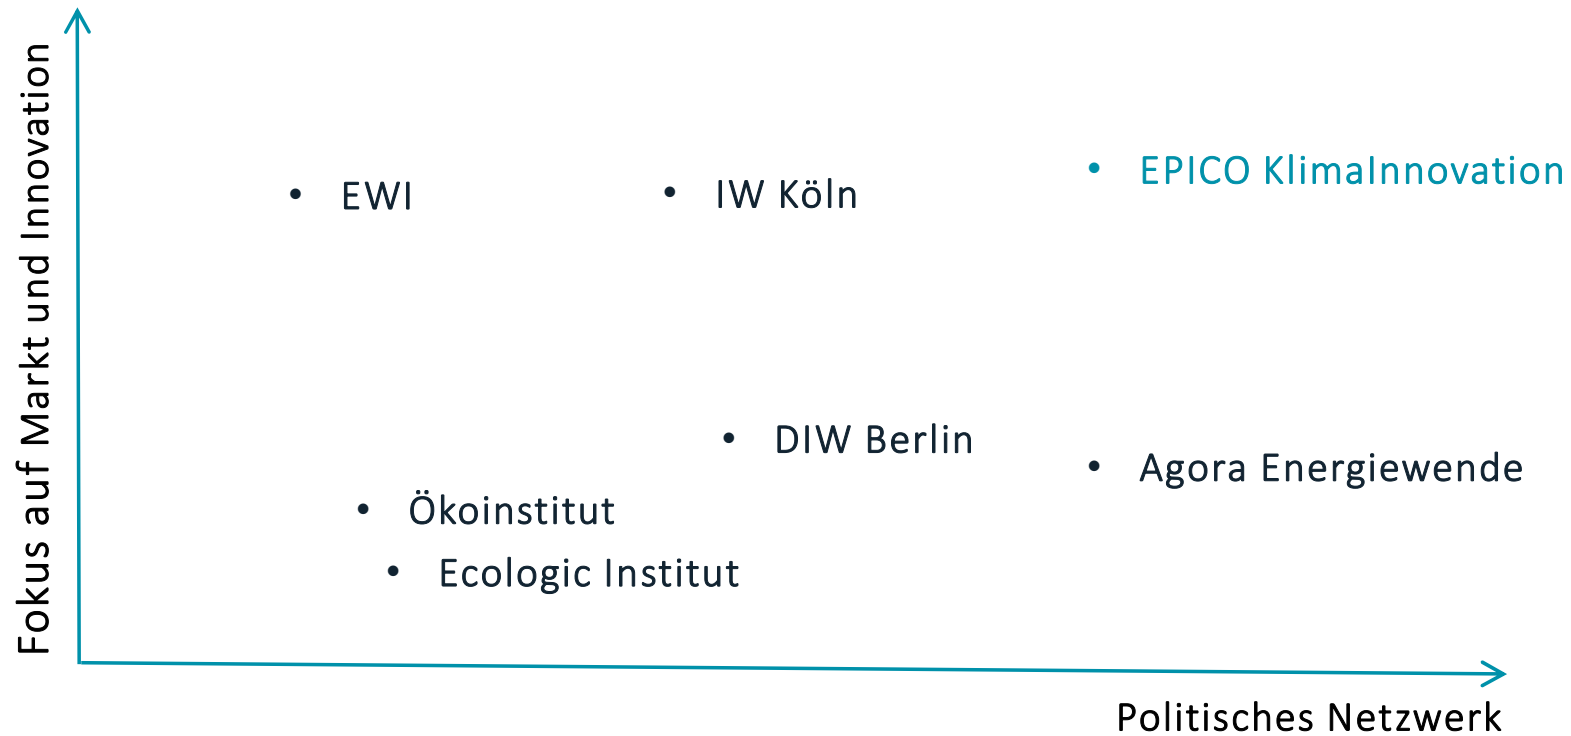 Fokus auf Markt und Innovation
• EPICO KlimaInnovation
• EWI
• IW Köln
• DIW Berlin
• Agora Energiewende
• Ökoinstitut
• Ecologic Institut
Politisches Netzwerk